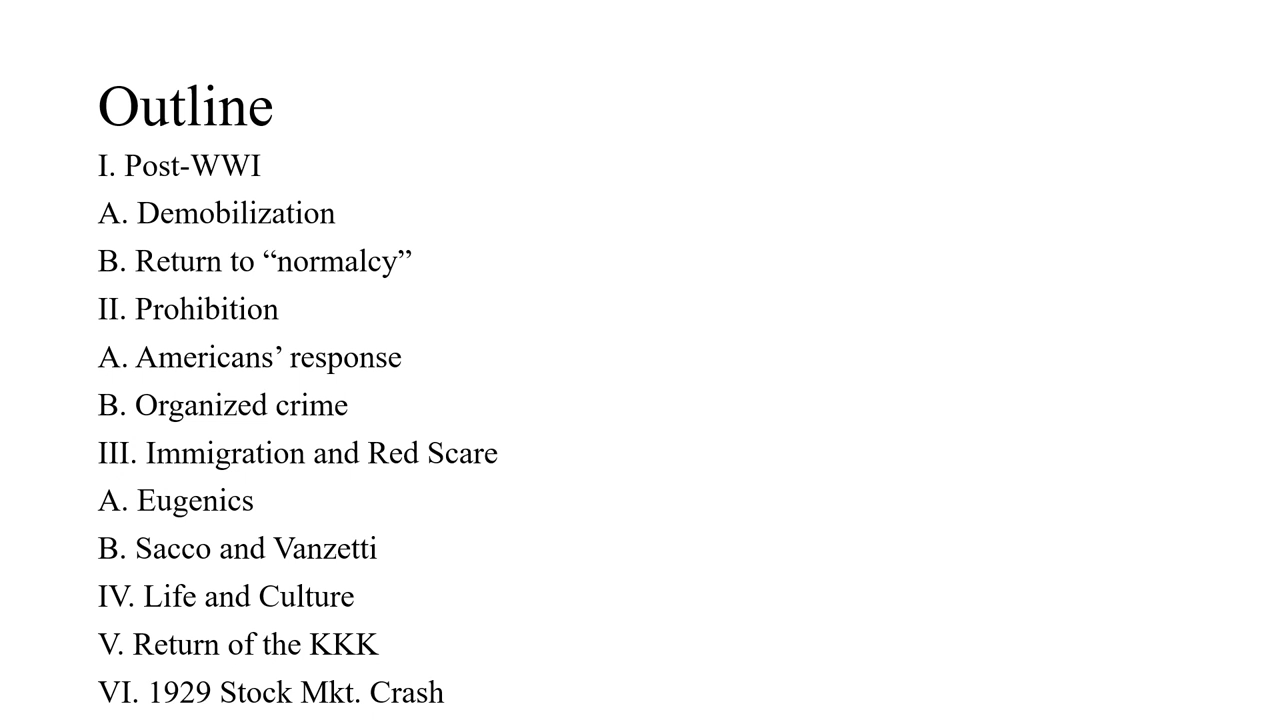 Outline
I. Post-WWI
A. Demobilization
B. Return to “normalcy”
II. Prohibition
A. Americans’ response
B. Organized crime
III. Immigration and Red Scare
A. Eugenics
B. Sacco and Vanzetti
IV. Life and Culture
V. Return of the KKK
VI. 1929 Stock Mkt. Crash